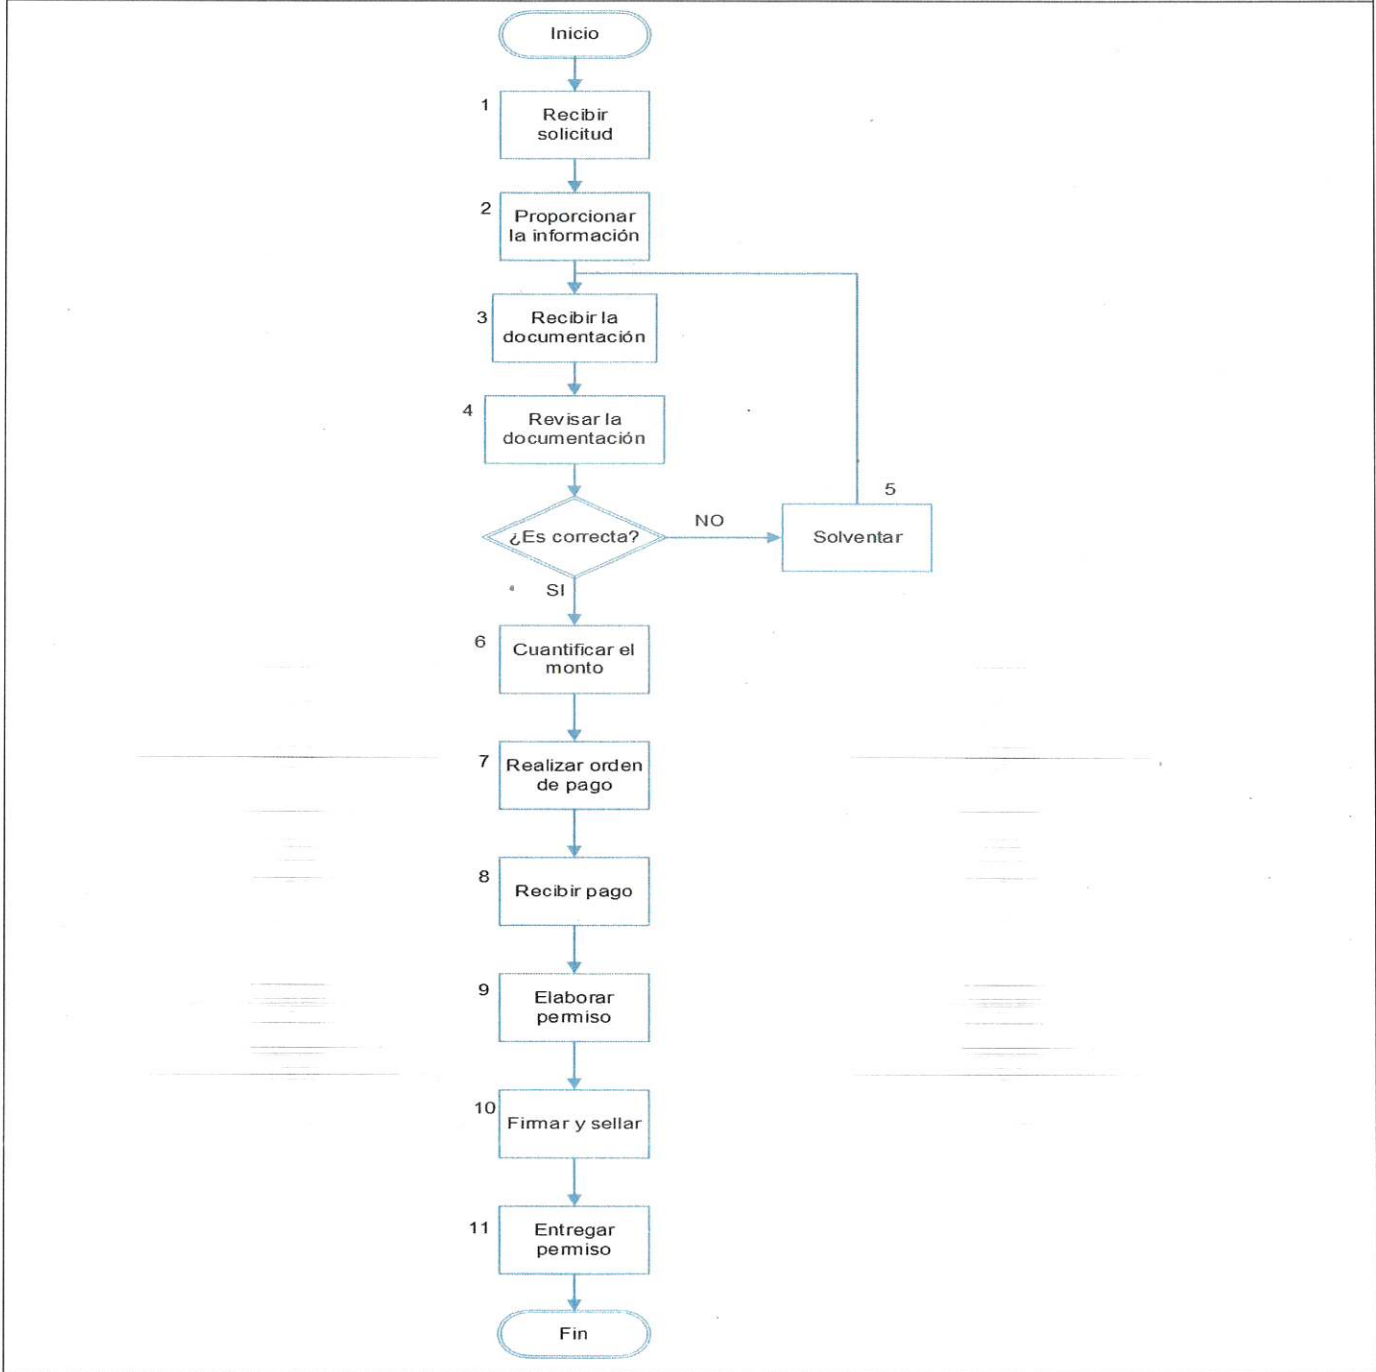 Inicio
1
Recibir
solicitud
2
Proporcionar
la información
3
Recibir la
documentación
4
Revisar la
documentación
¿Es correcta?
NO
5
Solventar
SI
6
Cuantificar el
monto
7
Realizar orden
de pago
8
Recibir pago
9
Elaborar
permiso
10
Firmar y sellar
11
Entregar
permiso
Fin